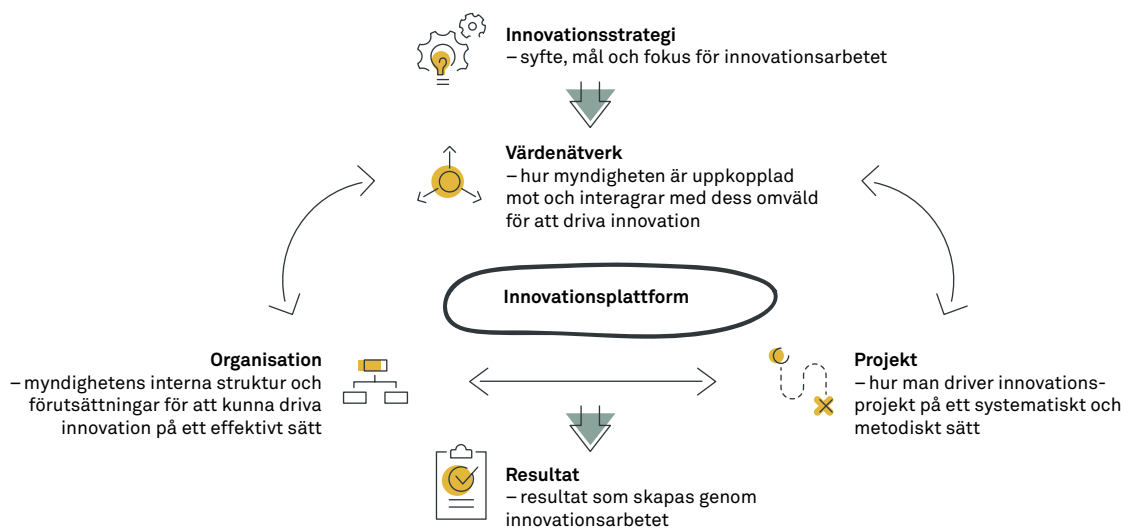 Innovationsstrategi
– syfte, mål och fokus för innovationsarbetet
Värdenätverk
– hur myndigheten är uppkopplad
mot och interagrar med dess omväld
för att driva innovation
Innovationsplattform
Organisation
– myndighetens interna struktur och
förutsättningar för att kunna driva
innovation på ett effektivt sätt
Projekt
– hur man driver innovations-
projekt på ett systematiskt och
metodiskt sätt
Resultat
– resultat som skapas genom
innovationsarbetet